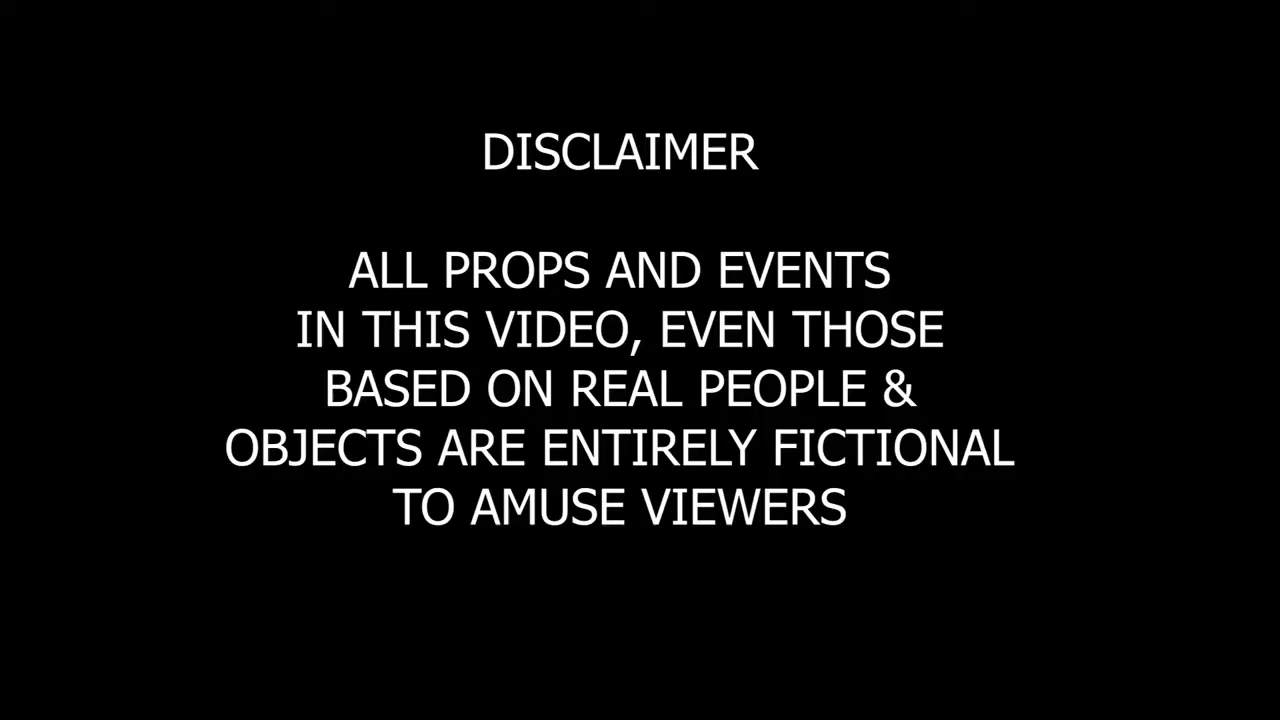 DISCLAIMER
ALL PROPS AND EVENTS
IN THIS VIDEO, EVEN THOSE
BASED ON REAL PEOPLE &
OBJECTS ARE ENTIRELY FICTIONAL
TO AMUSE VIEWERS